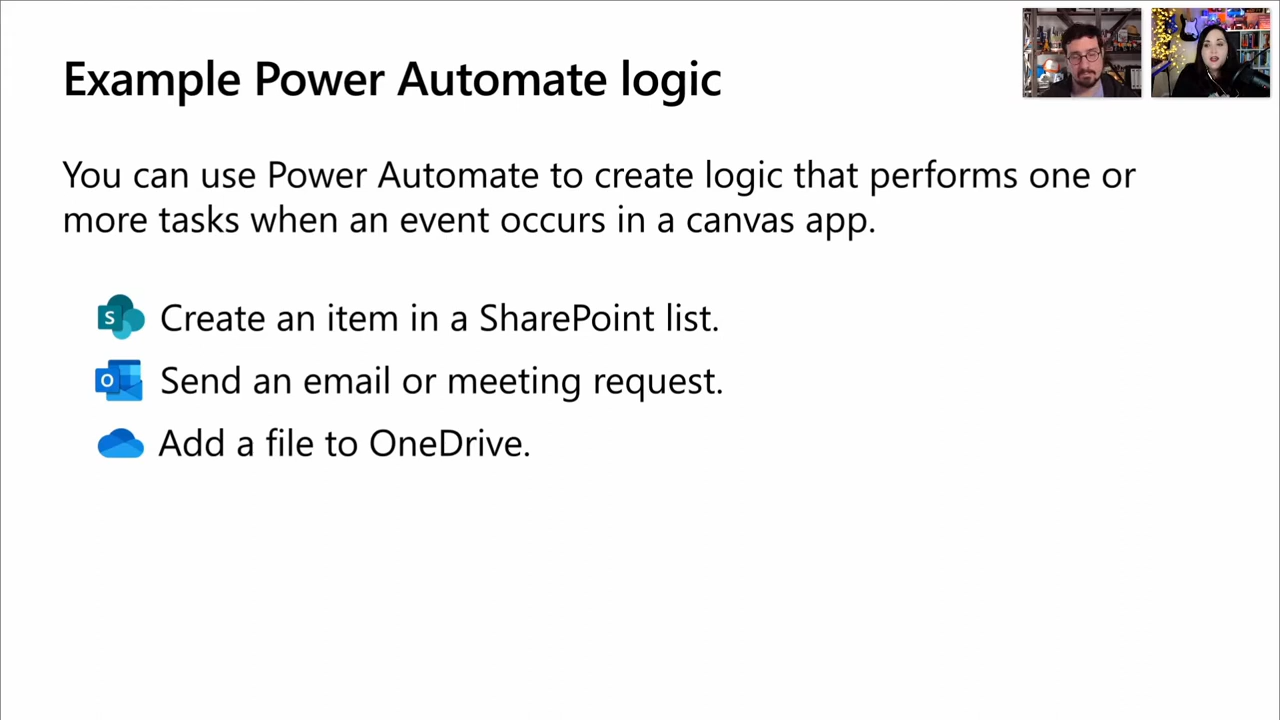 Example Power Automate logic
You can use Power Automate to create logic that performs one or
more tasks when an event occurs in a canvas app.
S Create an item in a SharePoint list.
O Send an email or meeting request.
Add a file to OneDrive.